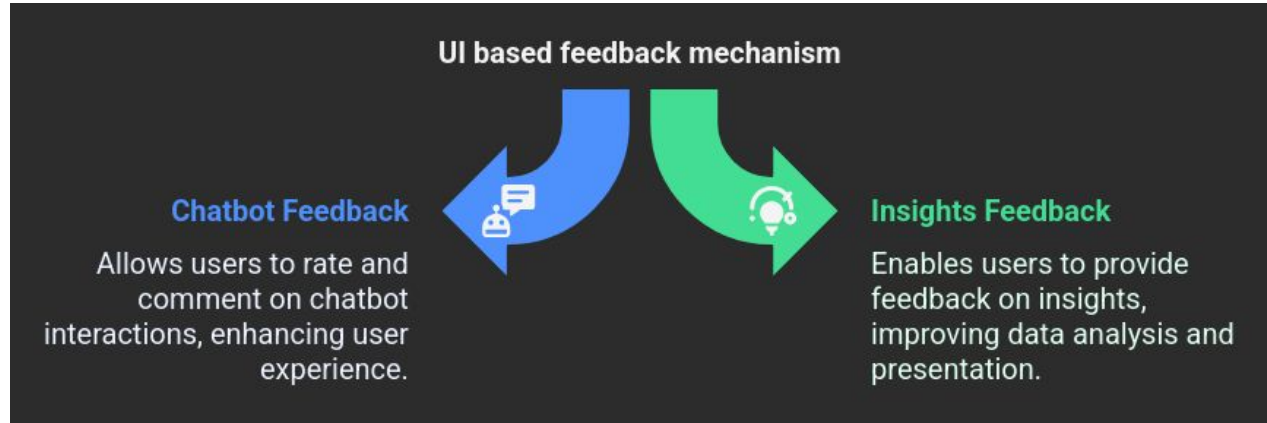 UI based feedback mechanism
Chatbot Feedback
Allows users to rate and
comment on chatbot
interactions, enhancing user
experience.
Insights Feedback
Enables users to provide
feedback on insights,
improving data analysis and
presentation.